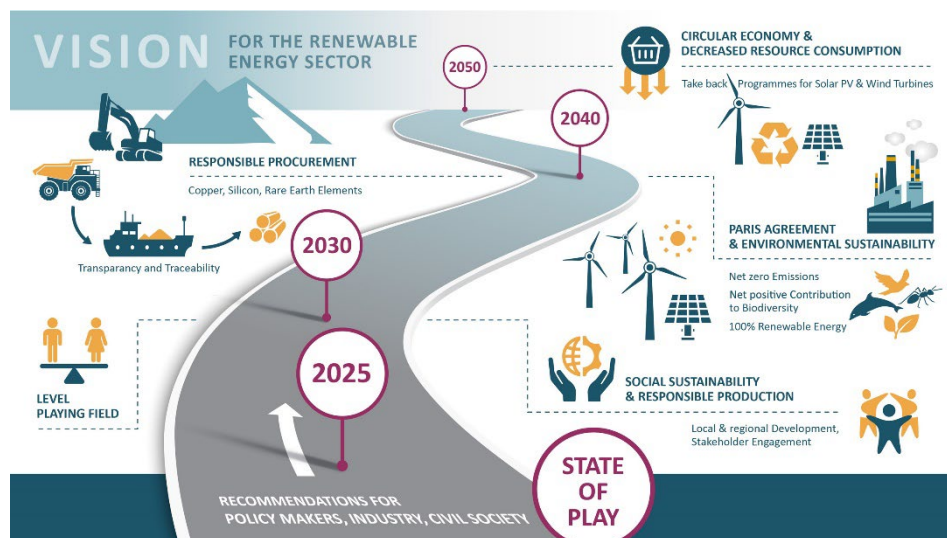 VISION
FOR THE RENEWABLE
ENERGY SECTOR
2050
CIRCULAR ECONOMY &
DECREASED RESOURCE CONSUMPTION
Take back Programmes for Solar PV & Wind Turbines
2040
RESPONSIBLE PROCUREMENT
Copper, Silicon, Rare Earth Elements
Transparancy and Traceability
2030
PARIS AGREEMENT
& ENVIRONMENTAL SUSTAINABILITY
Net zero Emissions
Net positive Contribution
to Biodiversity
100% Renewable Energy
LEVEL
PLAYING FIELD
2025
SOCIAL SUSTAINABILITY
& RESPONSIBLE PRODUCTION
Local & regional Development,
Stakeholder Engagement
STATE
OF
PLAY
RECOMMENDATIONS FOR
POLICY MAKERS, INDUSTRY, CIVIL SOCIETY